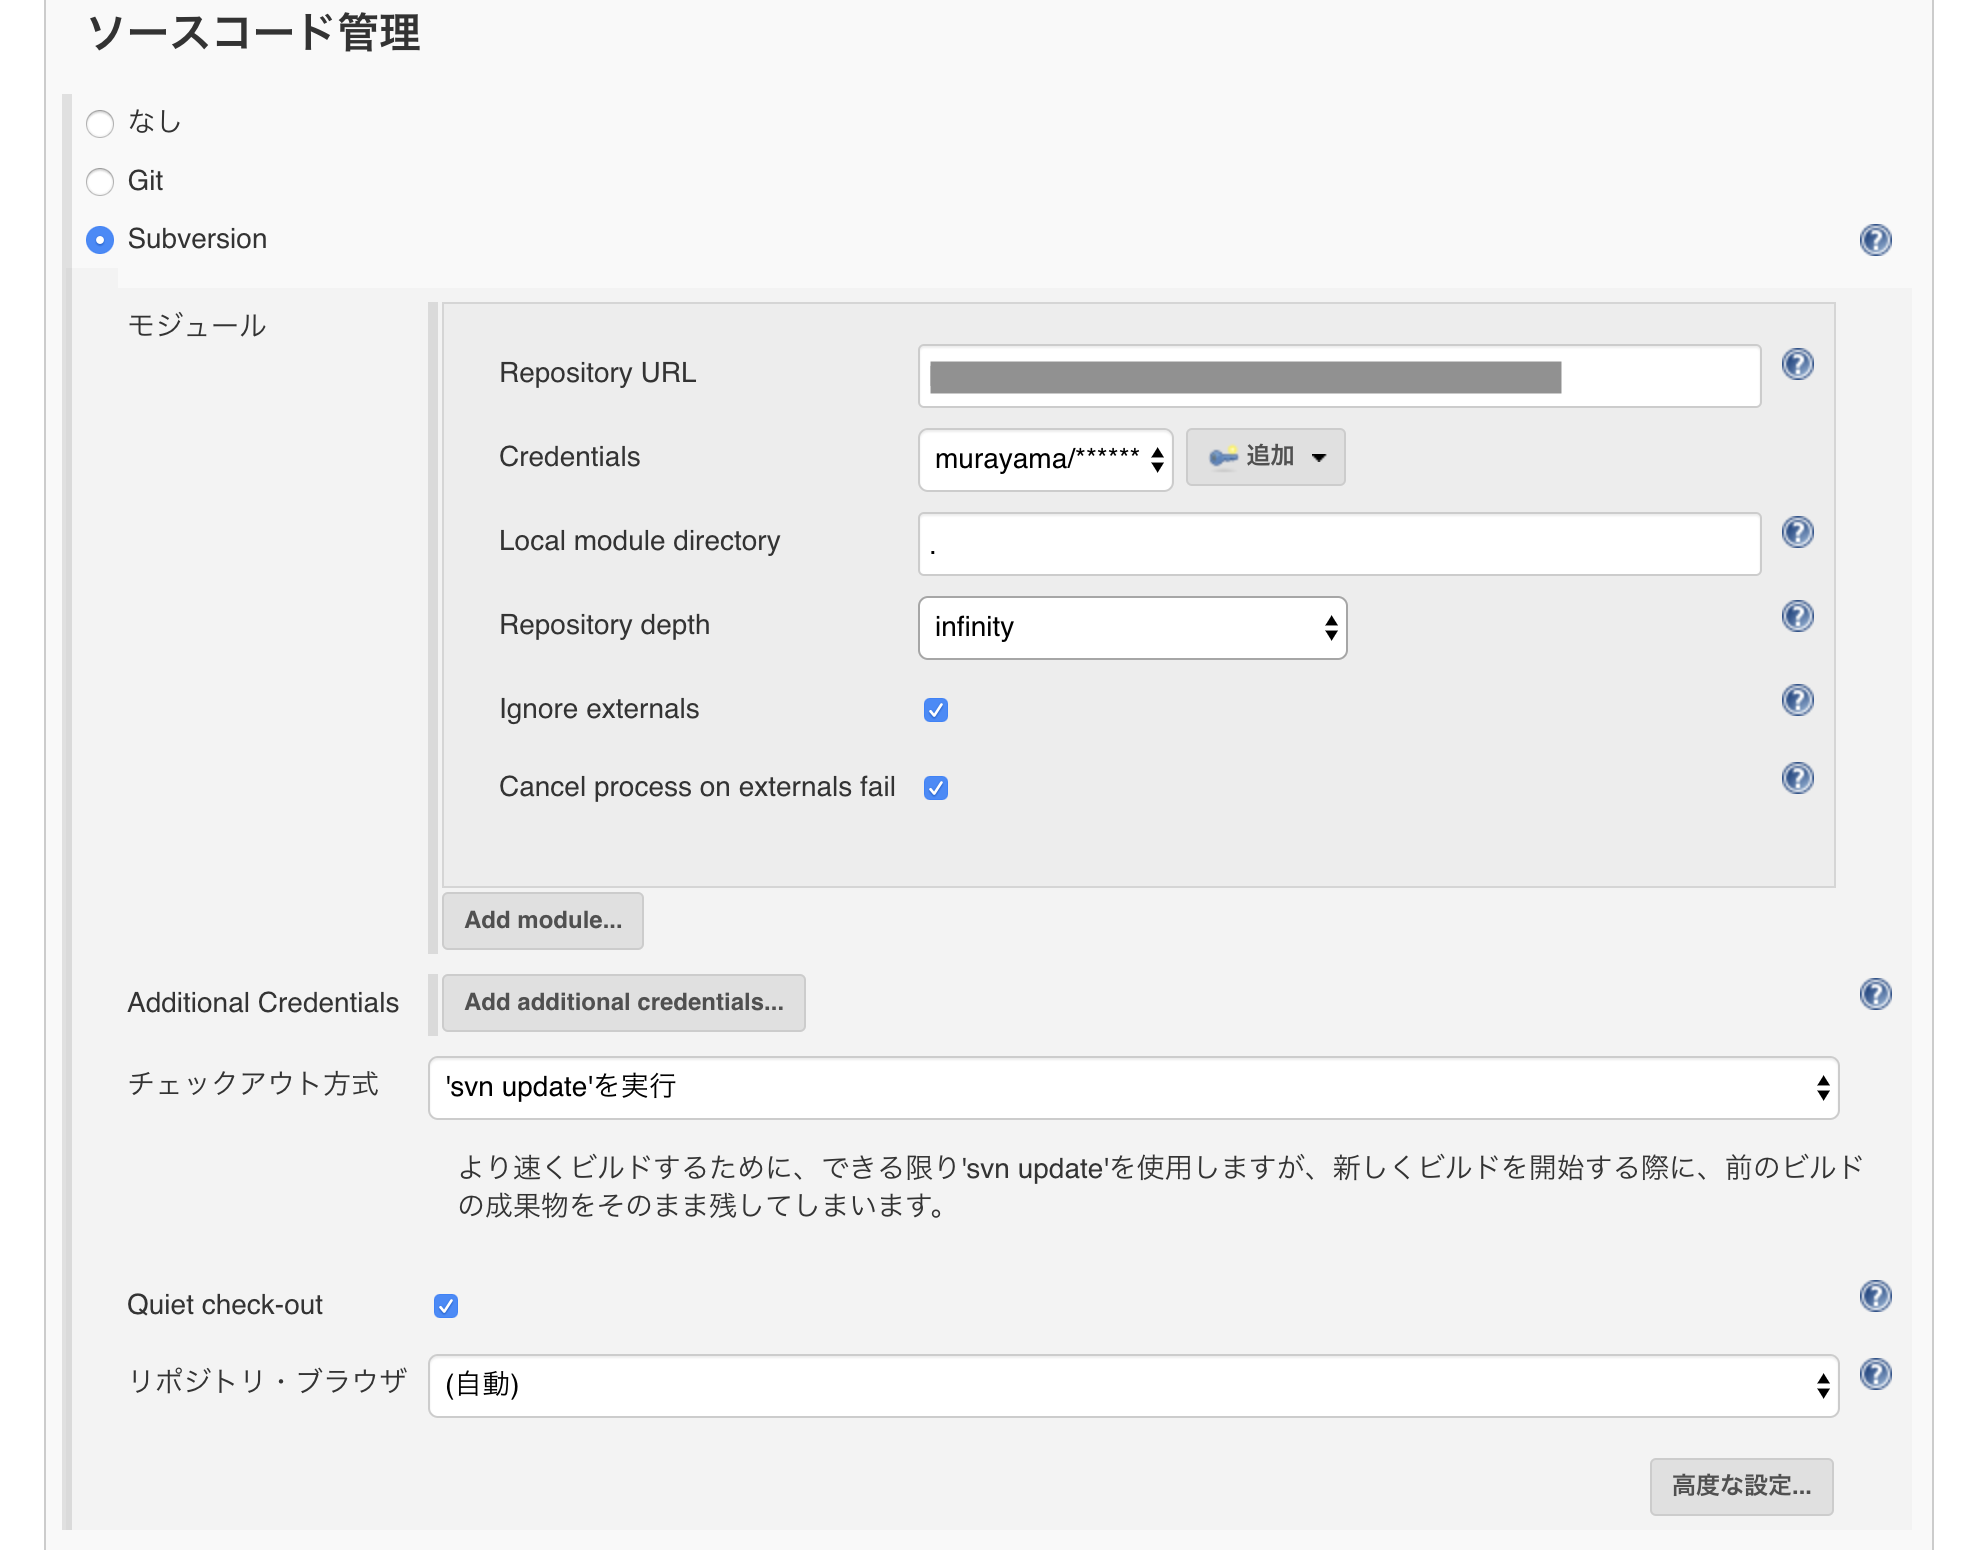 ソースコード管理
なし
Git
Subversion
モジュール
Repository URL
Credentials
murayama/******
追加
Local module directory
.
Repository depth
infinity
Ignore externals
Cancel process on externals fail
Add module...
Additional Credentials
Add additional credentials...
チェックアウト方式
'svn update'を実行
より速くビルドするために、できる限り'svn update'を使用しますが、新しくビルドを開始する際に、前のビルド
の成果物をそのまま残してしまいます。
Quiet check-out
リポジトリ・ブラウザ
(自動)
高度な設定...